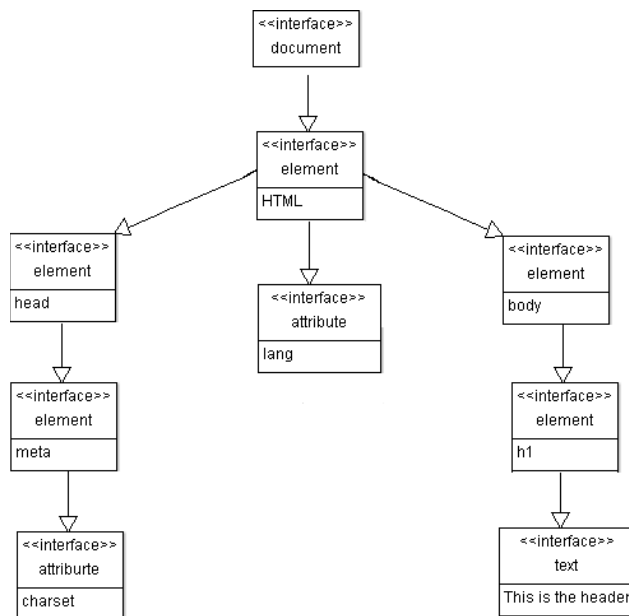 <<interface>>
document
<<interface>>
element
HTML
<<interface>>
element
head
<<interface>>
attribute
lang
<<interface>>
element
body
<<interface>>
element
meta
<<interface>>
element
h1
<<interface>>
attriburte
charset
<<interface>>
text
This is the header